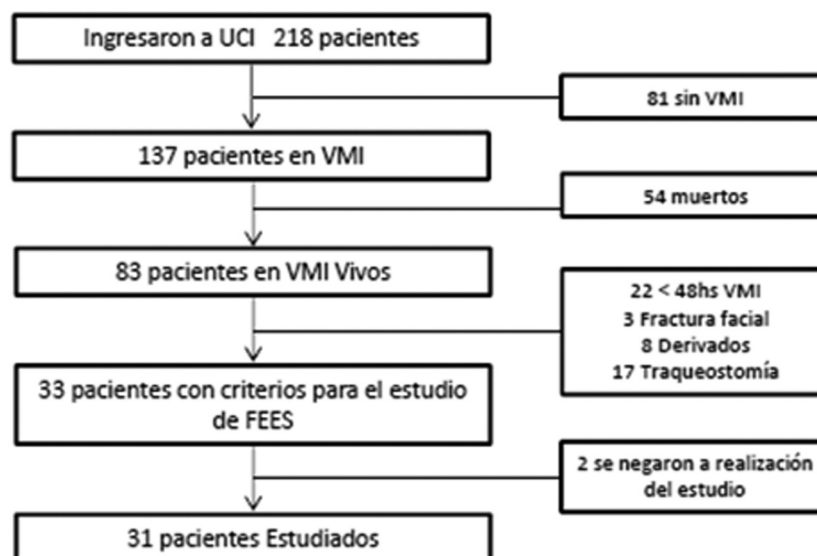 Ingresaron a UCI 218 pacientes
81 sin VMI
137 pacientes en VMI
54 muertos
83 pacientes en VMI Vivos
22 < 48hs VMI
3 Fractura facial
8 Derivados
17 Traqueostomía
33 pacientes con criterios para el estudio
de FEES
2 se negaron a realización
del estudio
31 pacientes Estudiados